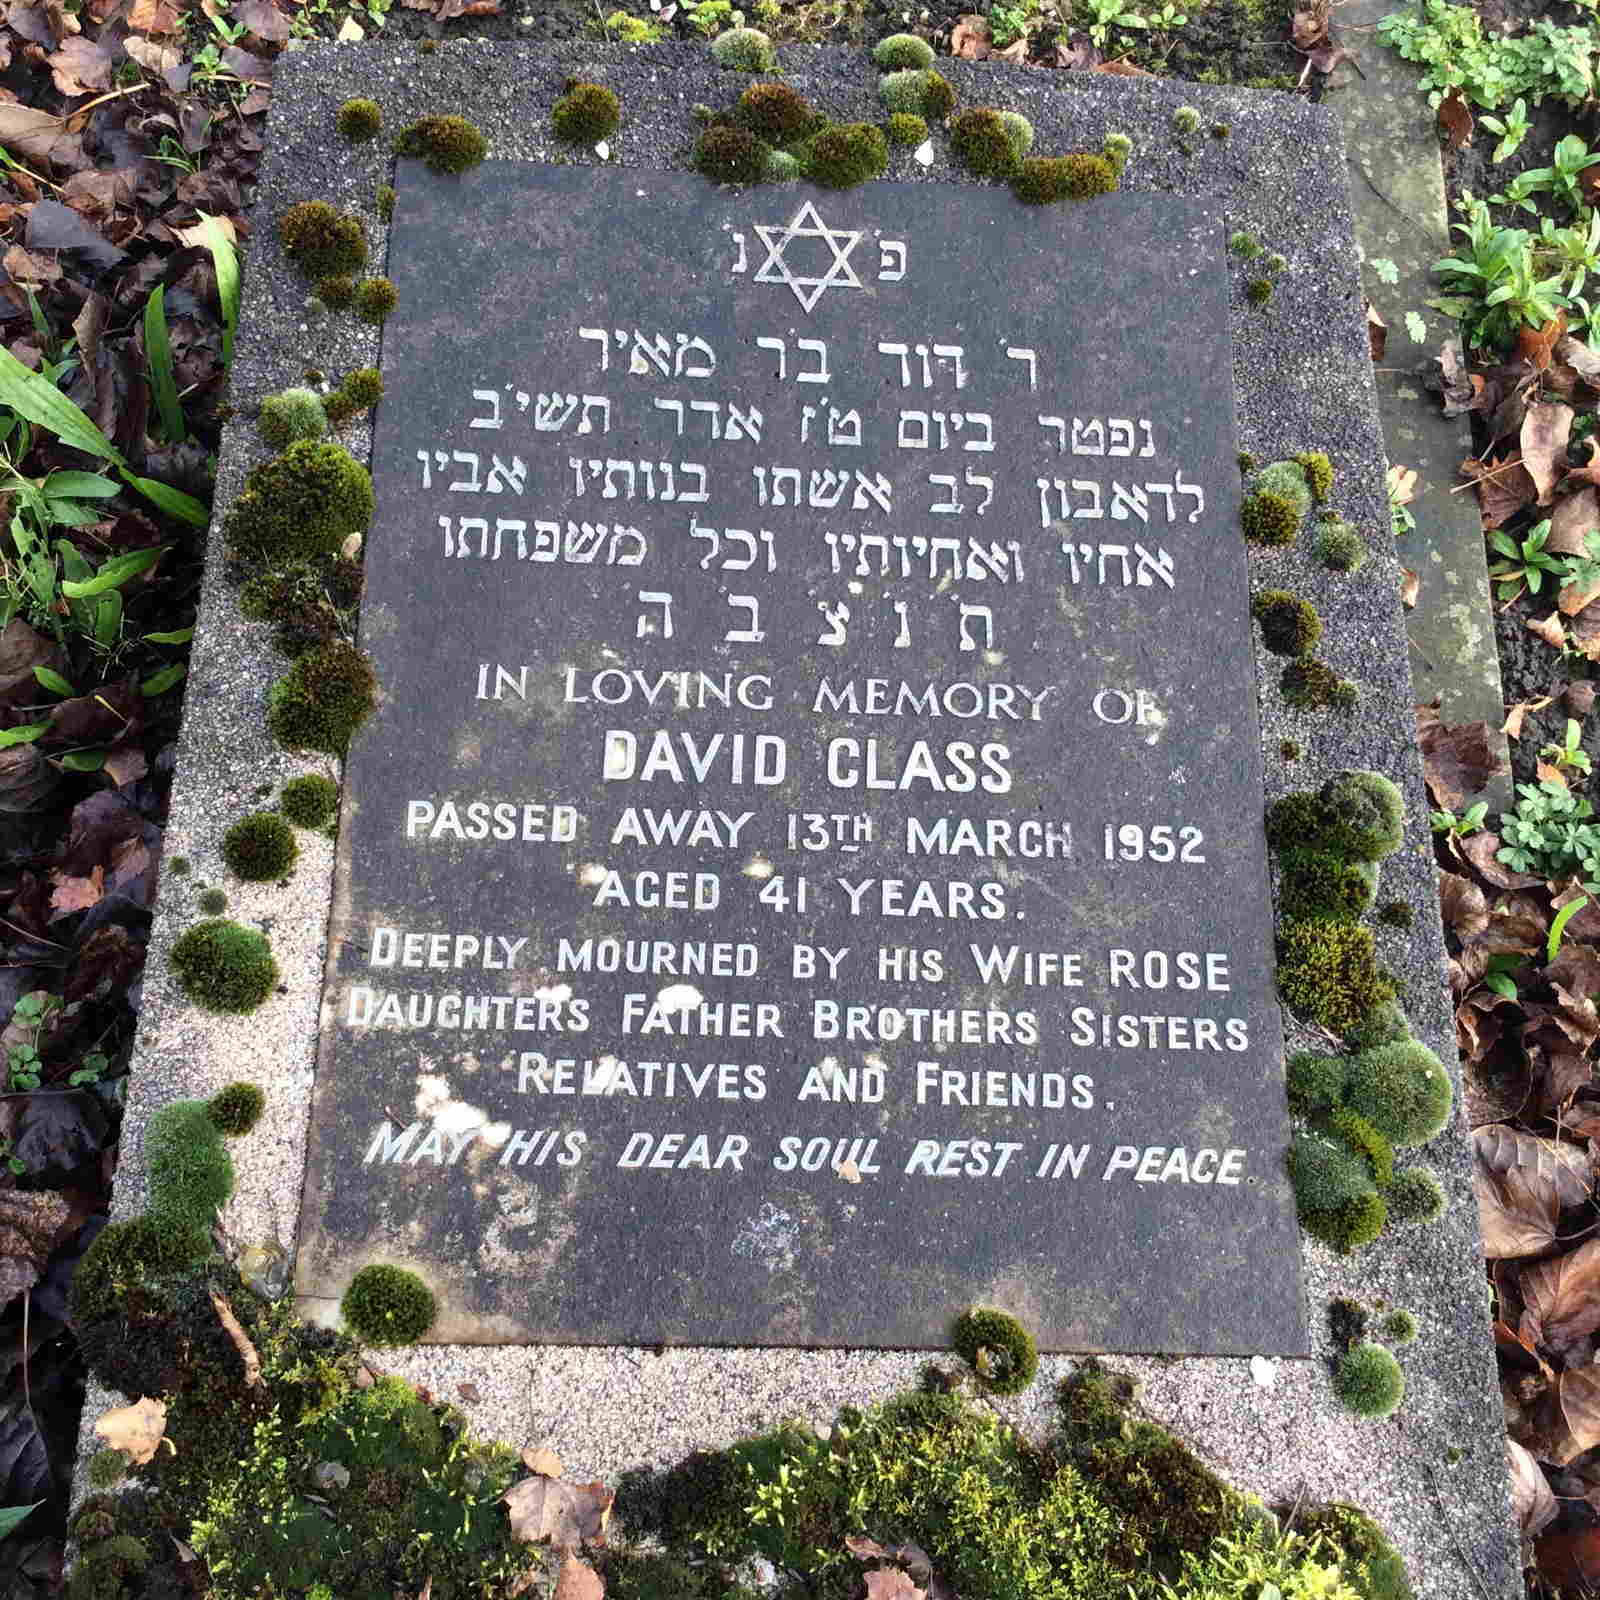 פ' נ'
ר' דוד בר מאיר
נפטר ביום ט"ז אדר תשי"ב
לדאבון לב אשתו בנותיו אביו
אחיו ואחיותיו וכל משפחתו
ת' נ' צ' ב' ה'
IN LOVING MEMORY OF
DAVID CLASS
PASSED AWAY 13TH MARCH 1952
AGED 41 YEARS.
DEEPLY MOURNED BY HIS WIFE ROSE
DAUGHTERS FATHER BROTHERS SISTERS
RELATIVES AND FRIENDS.
MAY HIS DEAR SOUL REST IN PEACE.